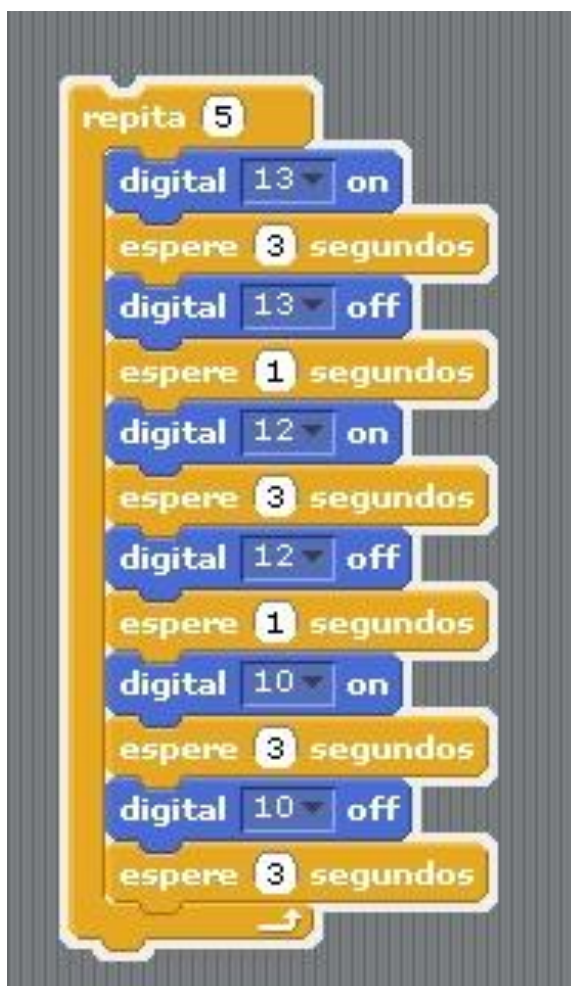 repita 5
digital 13 on
espere 3 segundos
digital 13 off
espere 1 segundos
digital 12 on
espere 3 segundos
digital 12 off
espere 1 segundos
digital 10 on
espere 3 segundos
digital 10 off
espere 3 segundos